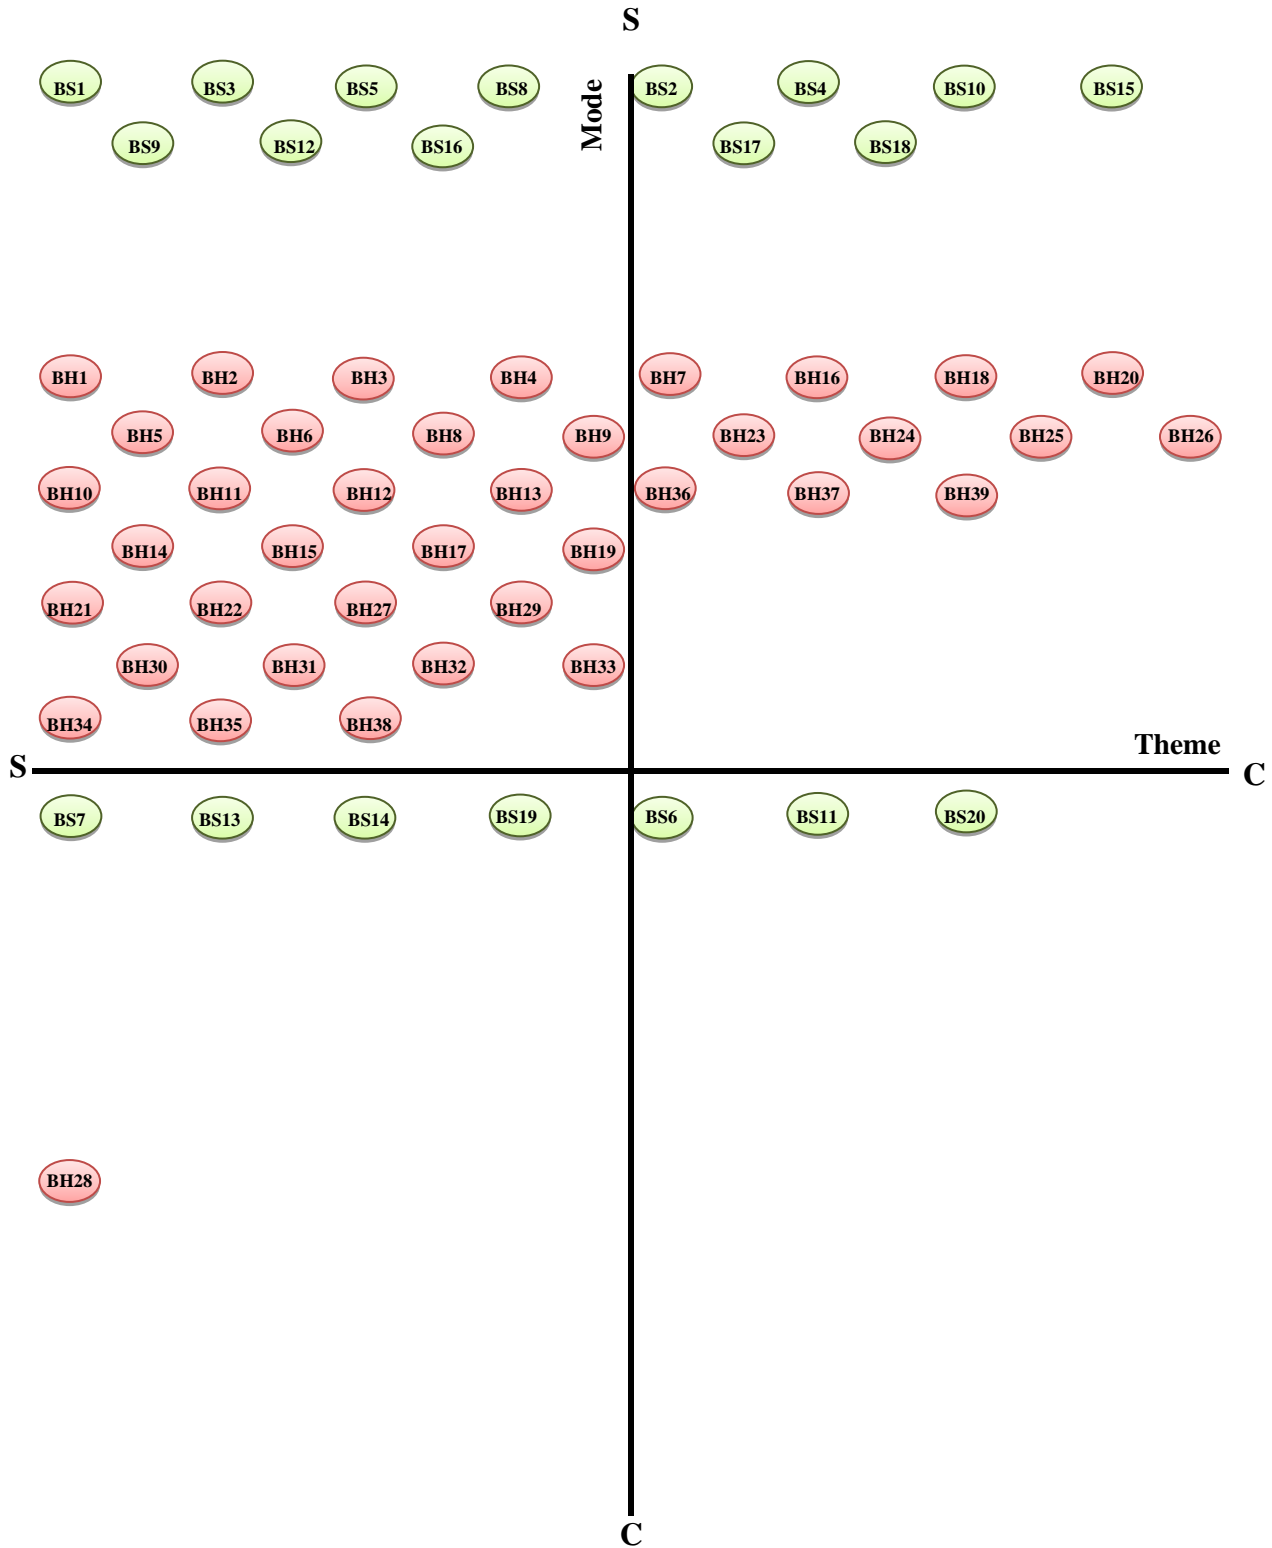 S
BS1 BS3 BS5 BS8 Mode BS2 BS4 BS10 BS15
BS9 BS12 BS16 BS17 BS18
BH1 BH2 BH3 BH4 BH7 BH16 BH18 BH20
BH5 BH6 BH8 BH9 BH23 BH24 BH25 BH26
BH10 BH11 BH12 BH13 BH36 BH37 BH39
BH14 BH15 BH17 BH19
BH21 BH22 BH27 BH29
BH30 BH31 BH32 BH33
BH34 BH35 BH38
Theme
S C
BS7 BS13 BS14 BS19 BS6 BS11 BS20
BH28
C